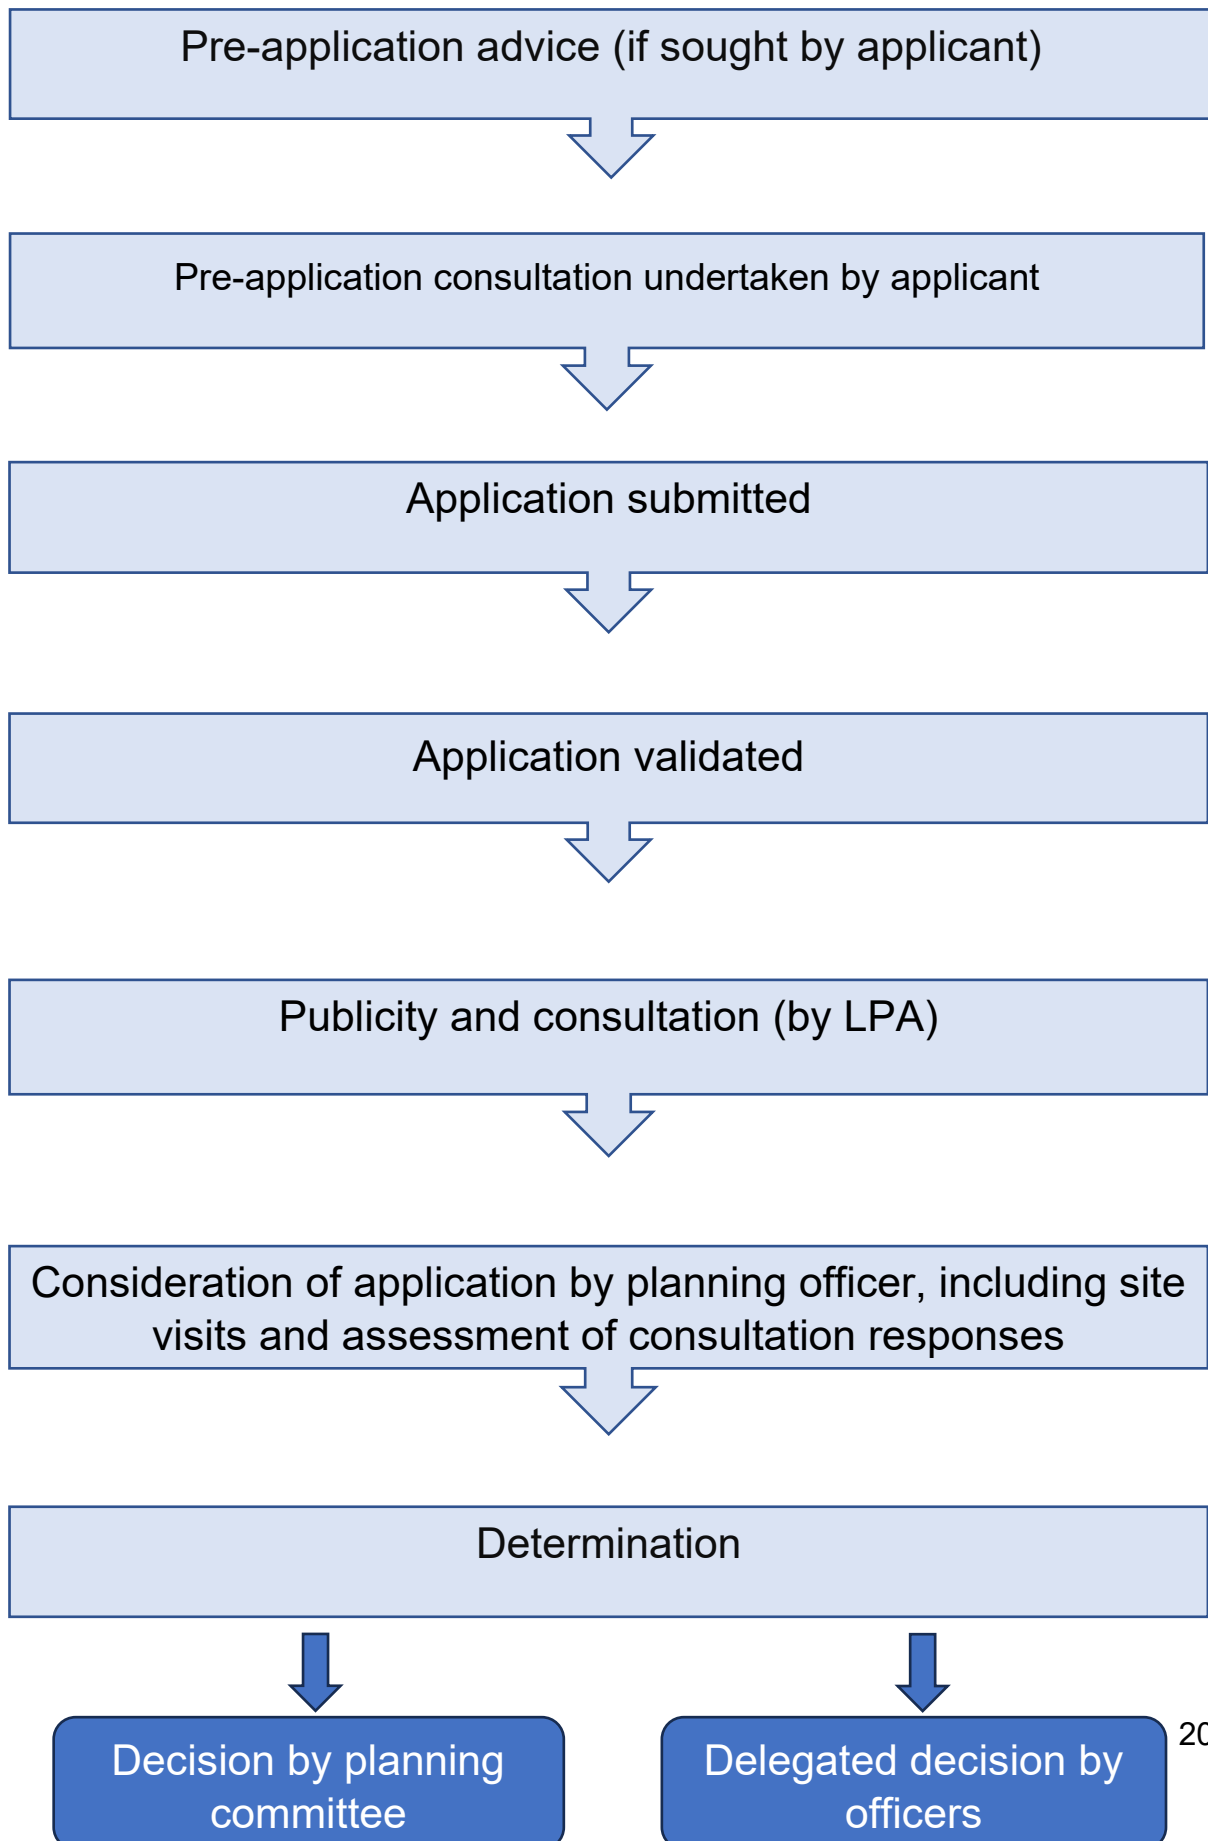 Pre-application advice (if sought by applicant)
Pre-application consultation undertaken by applicant
Application submitted
Application validated
Publicity and consultation (by LPA)
Consideration of application by planning officer, including site
visits and assessment of consultation responses
Determination
Decision by planning
committee
Delegated decision by
officers
20